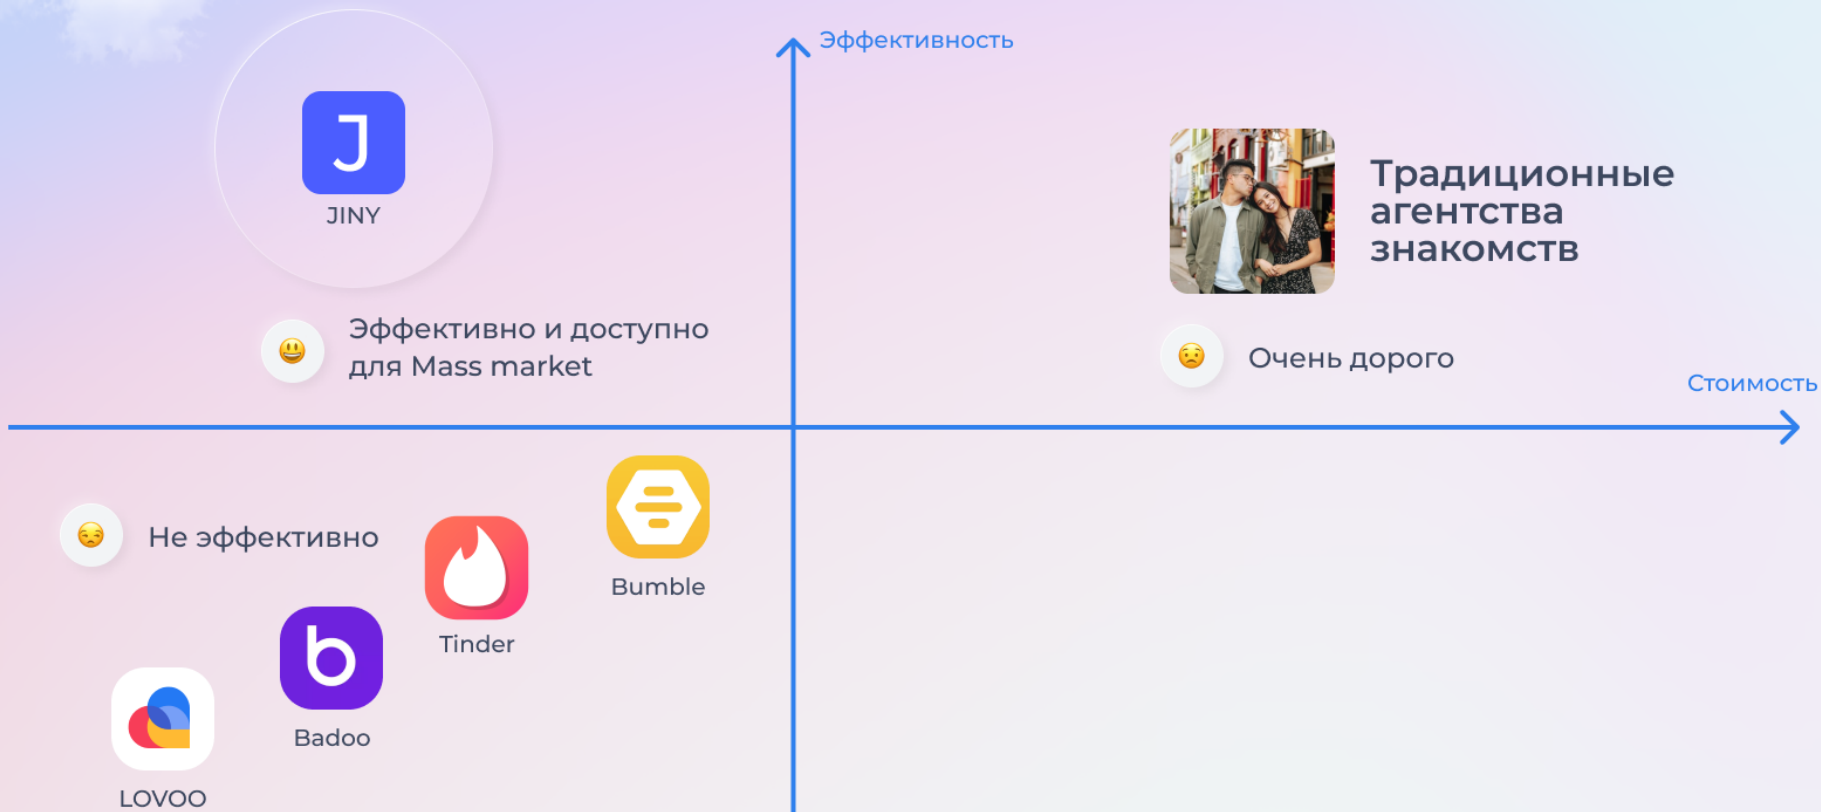 Эффективность
J
JINY
Традиционные
агентства
знакомств
Эффективно и доступно
для Mass market
Очень дорого
Стоимость
Не эффективно
Bumble
Tinder
b
Badoo
LOVOO